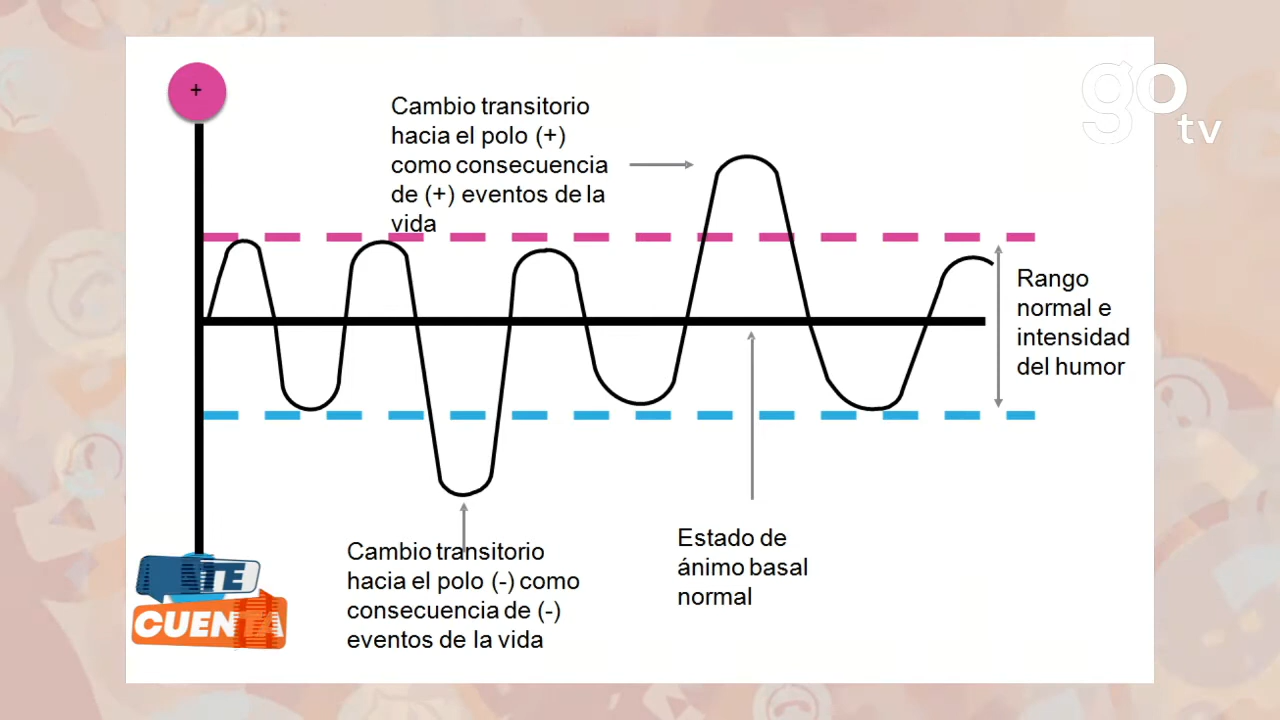 +
go
tv
Cambio transitorio
hacia el polo (+)
como consecuencia
de (+) eventos de la
vida
Rango
normal e
intensidad
del humor
Cambio transitorio
hacia el polo (-) como
consecuencia de (-)
eventos de la vida
Estado de
ánimo basal
normal
TE
CUENTA